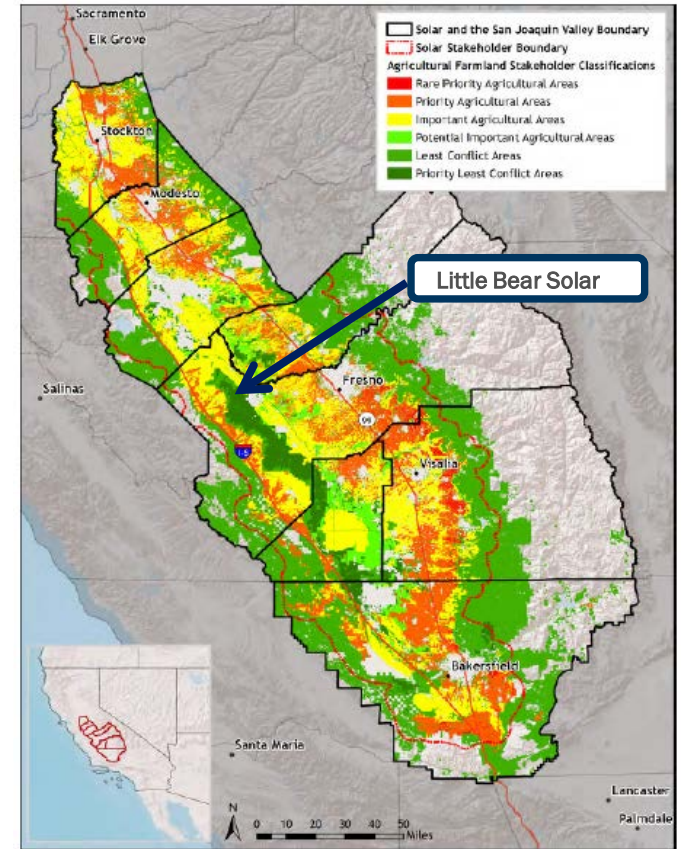 Sacramento
Elk Grove
Solar and the San Joaquin Valley Boundary
Solar Stakeholder Boundary
Agricultural Farmland Stakeholder Classifications
Rare Priority Agricultural Areas
Priority Agricultural Areas
Important Agricultural Areas
Potential Important Agricultural Areas
Least Conflict Areas
Priority Least Conflict Areas
Stockton
Modesto
Little Bear Solar
Salinas
Fresno
99
I-5
Visalia
Bakersfield
Santa Maria
Lancaster
Palmdale
N
0 10 20 30 40 50
Miles